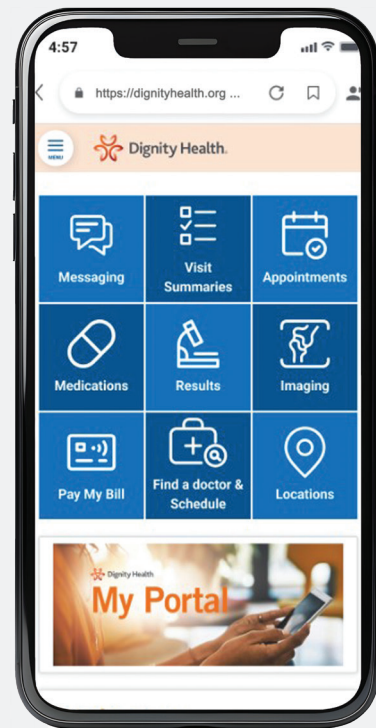 4:57
https://dignityhealth.org ...
MENU
Dignity Health.
Messaging
Visit
Summaries
Appointments
Medications
Results
Imaging
Pay My Bill
Find a doctor &
Schedule
Locations
Dignity Health
My Portal